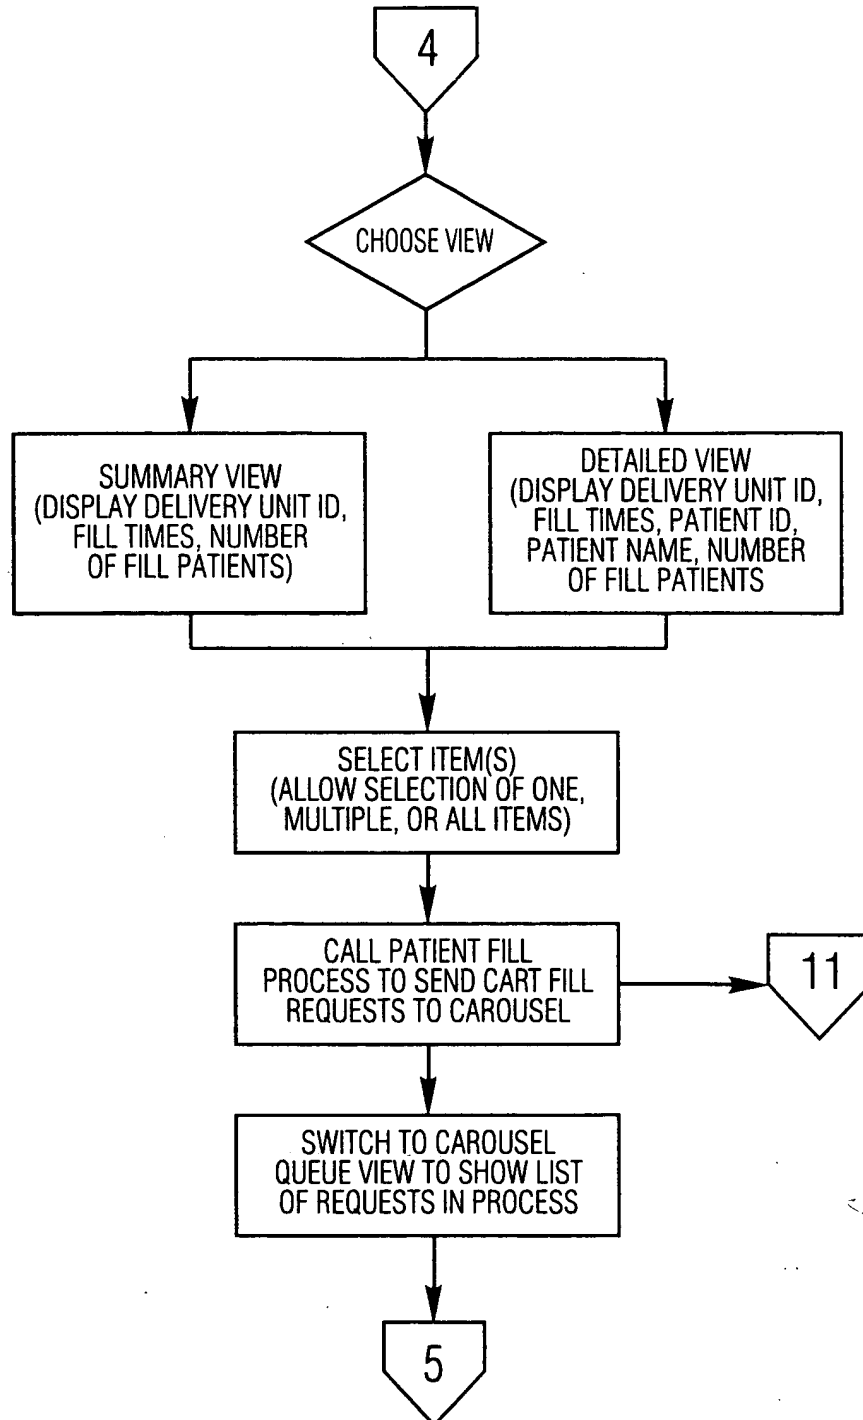 4
CHOOSE VIEW
SUMMARY VIEW
(DISPLAY DELIVERY UNIT ID,
FILL TIMES, NUMBER
OF FILL PATIENTS)
DETAILED VIEW
(DISPLAY DELIVERY UNIT ID,
FILL TIMES, PATIENT ID,
PATIENT NAME, NUMBER
OF FILL PATIENTS
SELECT ITEM(S)
(ALLOW SELECTION OF ONE,
MULTIPLE, OR ALL ITEMS)
CALL PATIENT FILL
PROCESS TO SEND CART FILL
REQUESTS TO CAROUSEL
11
SWITCH TO CAROUSEL
QUEUE VIEW TO SHOW LIST
OF REQUESTS IN PROCESS
5